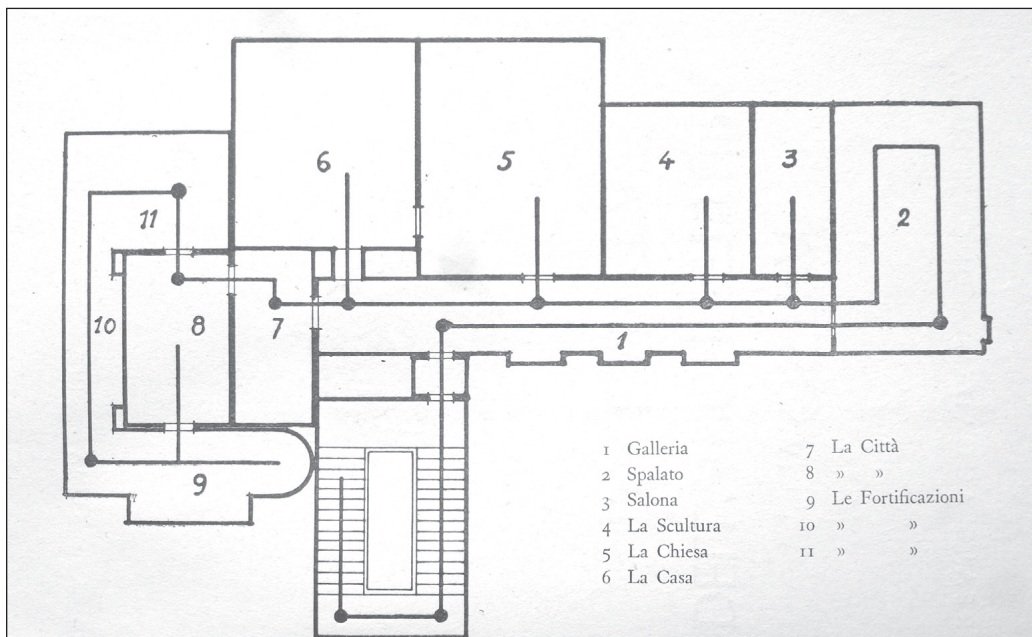 6
5
4
3
2
11
10
8
7
1
9
1 Galleria
2 Spalato
3 Salona
4 La Scultura
5 La Chiesa
6 La Casa
7 La Città
8 » »
9 Le Fortificazioni
10 » »
11 » »